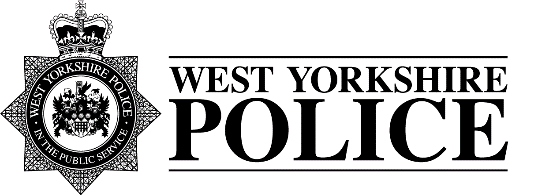 WEST YORKSHIRE POLICE
IN THE PUBLIC SERVICE
WEST YORKSHIRE
POLICE